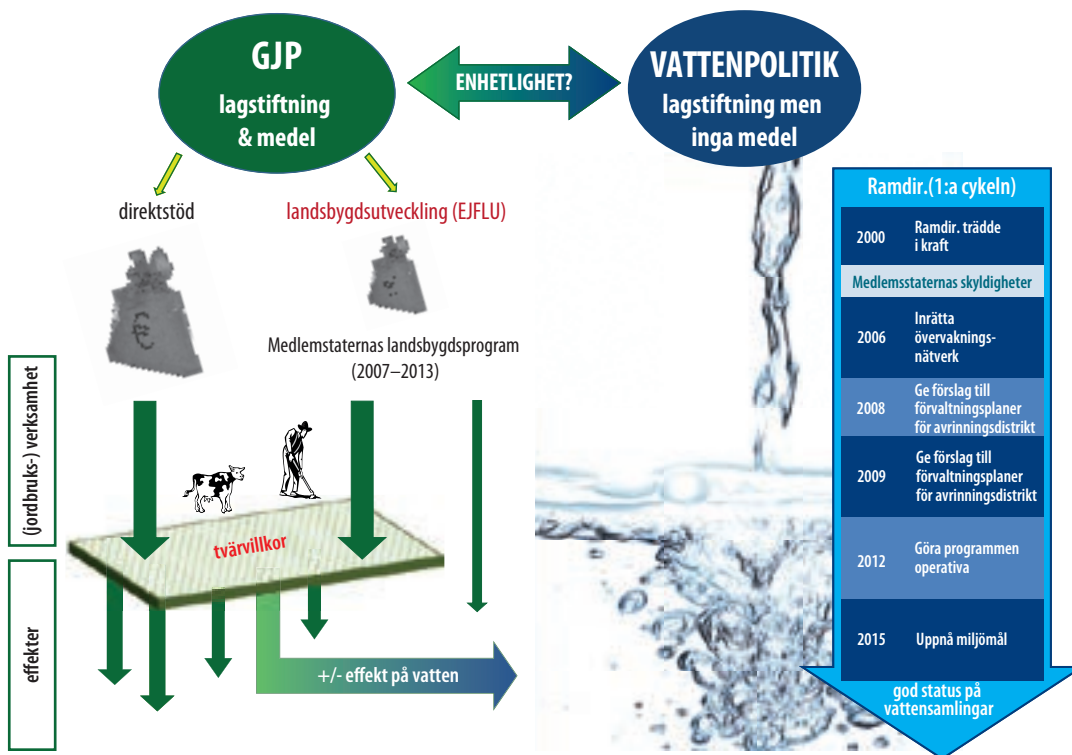 GJP
lagstiftning
& medel
ENHETLIGHET?
VATTENPOLITIK
lagstiftning men
inga medel
direktstöd
landsbygdsutveckling (EJFLU)
€
Medlemstaternas landsbygdsprogram
(2007–2013)
(jordbruks-) verksamhet
tvärvillkor
effekter
+/- effekt på vatten
Ramdir.(1:a cykeln)
2000 Ramdir. trädde
i kraft
Medlemsstaternas skyldigheter
2006 Inrätta
övervaknings-
nätverk
2008 Ge förslag till
förvaltningsplaner
för avrinningsdistrikt
2009 Ge förslag till
förvaltningsplaner
för avrinningsdistrikt
2012 Göra programmen
operativa
2015 Uppnå miljömål
god status på
vattensamlingar